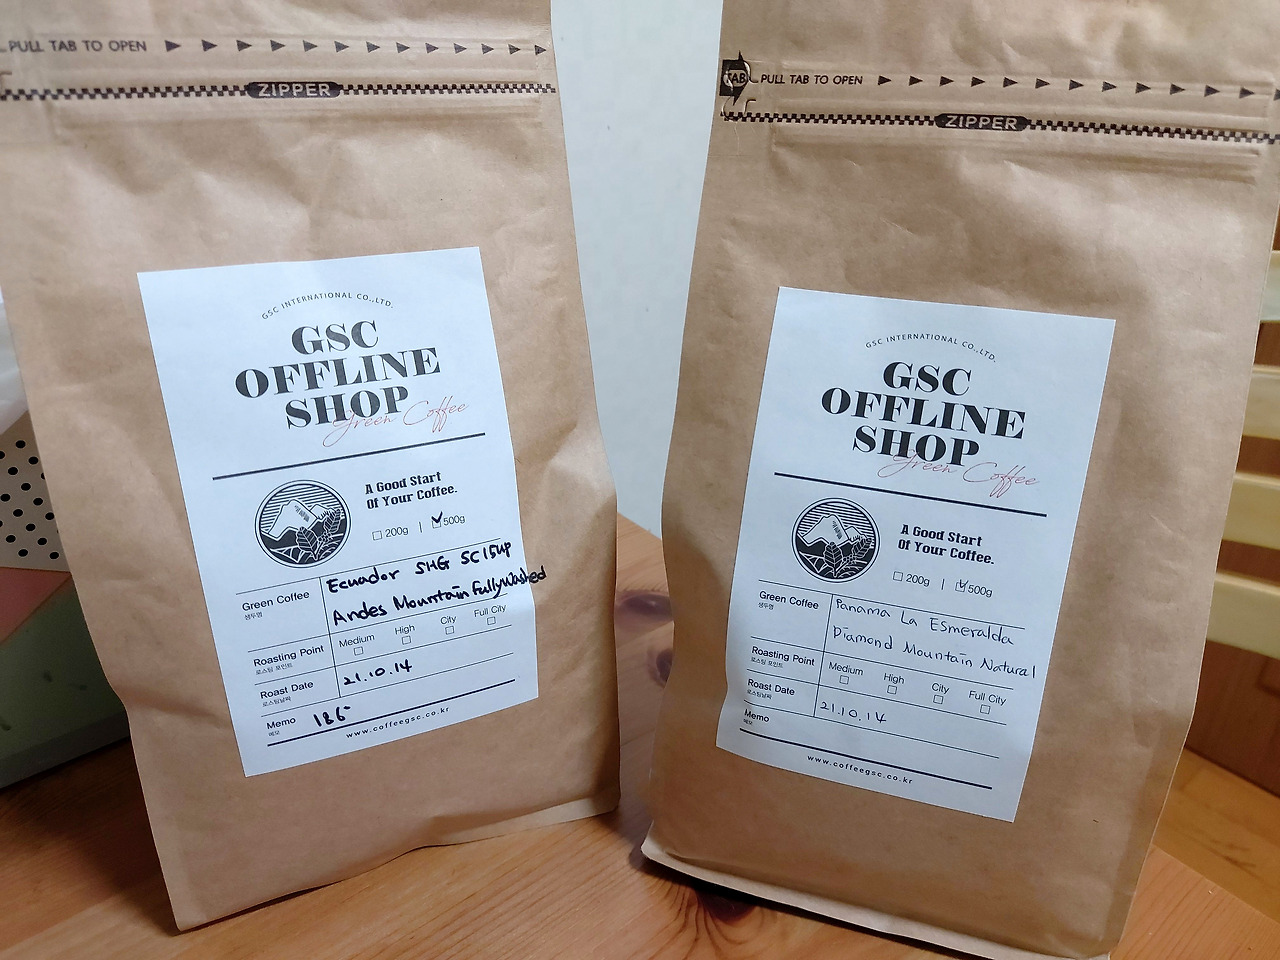 PULL TAB TO OPEN
ZIPPER
GSC INTERNATIONAL CO.,LTD.
GSC
OFFLINE
SHOP
Green Coffee
A Good Start
Of Your Coffee.
200g | 500g
Green Coffee
생두명
Ecuador SHG SC15up
Andes Mountain Fully Washed
Roasting Point
로스팅 포인트
Medium High City Full City
Roast Date
로스팅날짜
21.10.14
Memo
메모
www.coffeegsc.co.kr
TAB PULL TAB TO OPEN
ZIPPER
GSC INTERNATIONAL CO.,LTD.
GSC
OFFLINE
SHOP
Green Coffee
A Good Start
Of Your Coffee.
200g | 500g
Green Coffee
생두명
Panama La Esmeralda
Diamond Mountain Natural
Roasting Point
로스팅 포인트
Medium High City Full City
Roast Date
로스팅날짜
21.10.14
Memo
메모
www.coffeegsc.co.kr